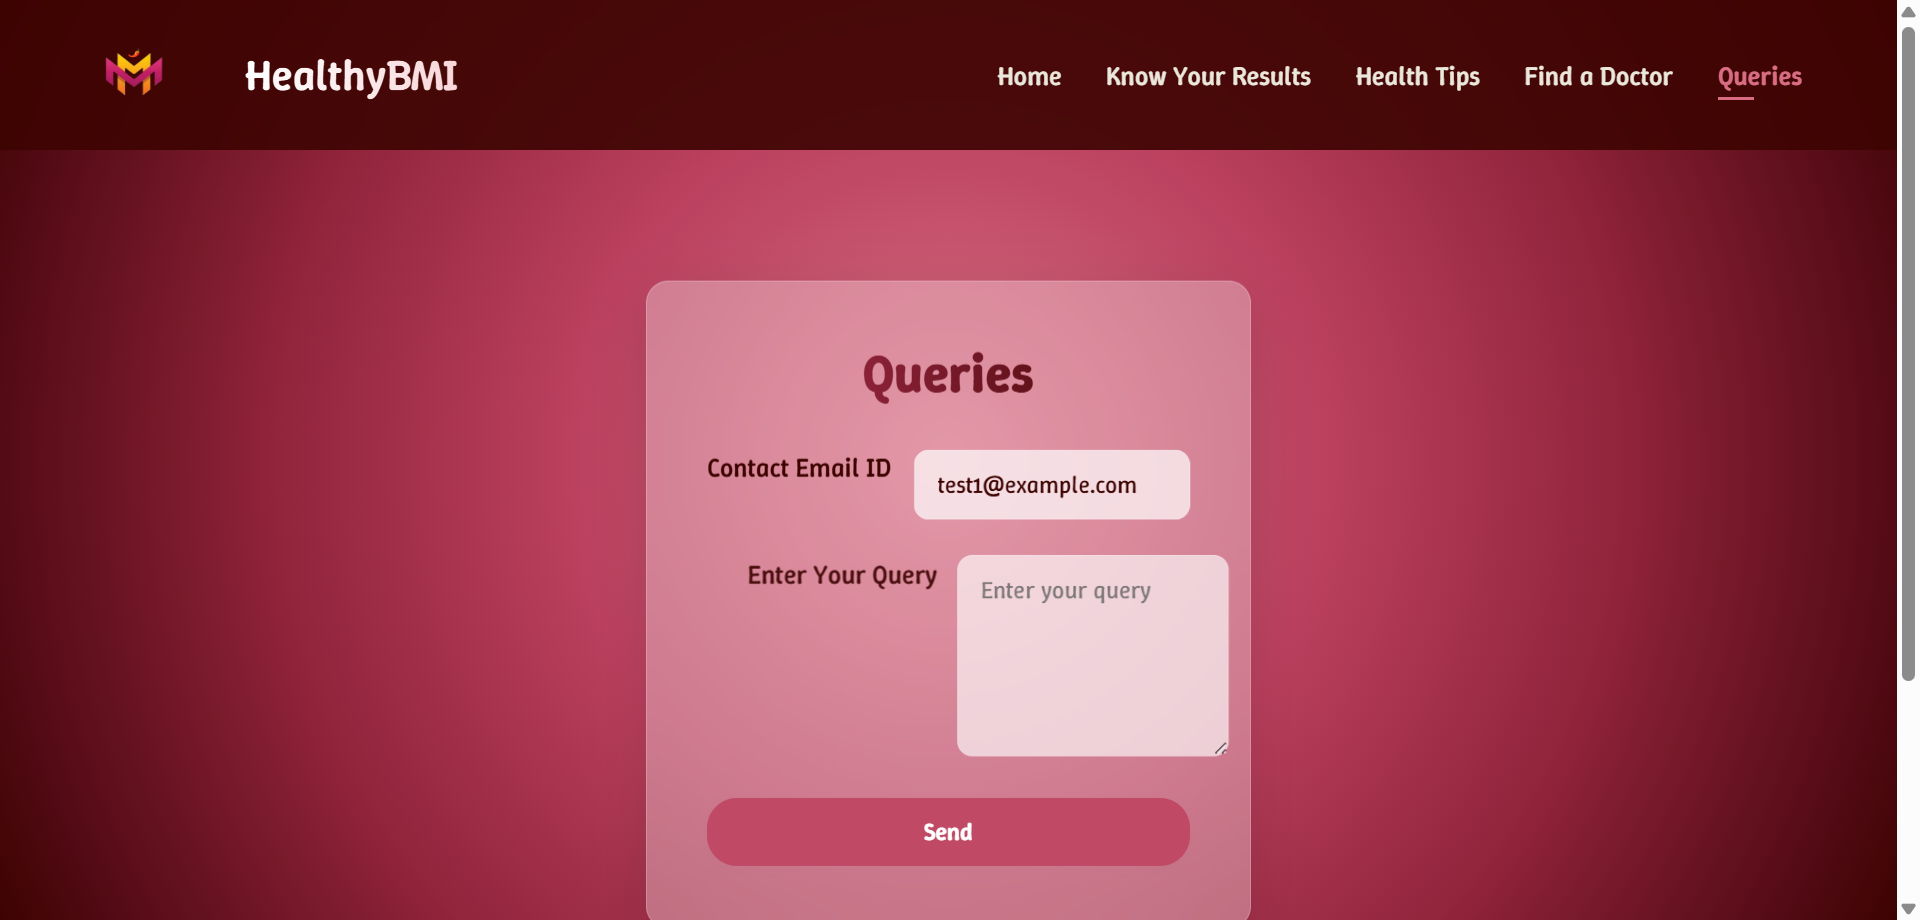 HealthyBMI
Home Know Your Results Health Tips Find a Doctor Queries
Queries
Contact Email ID test1@example.com
Enter Your Query Enter your query
Send